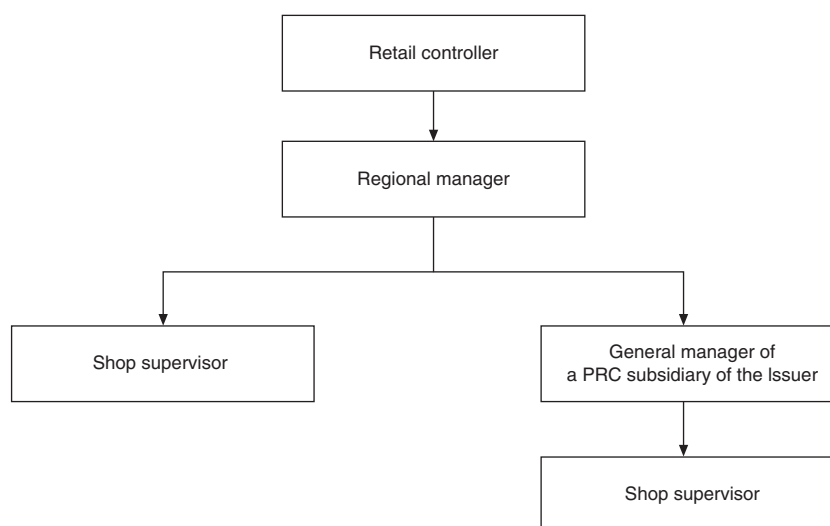 Retail controller
Regional manager
Shop supervisor
General manager of
a PRC subsidiary of the Issuer
Shop supervisor